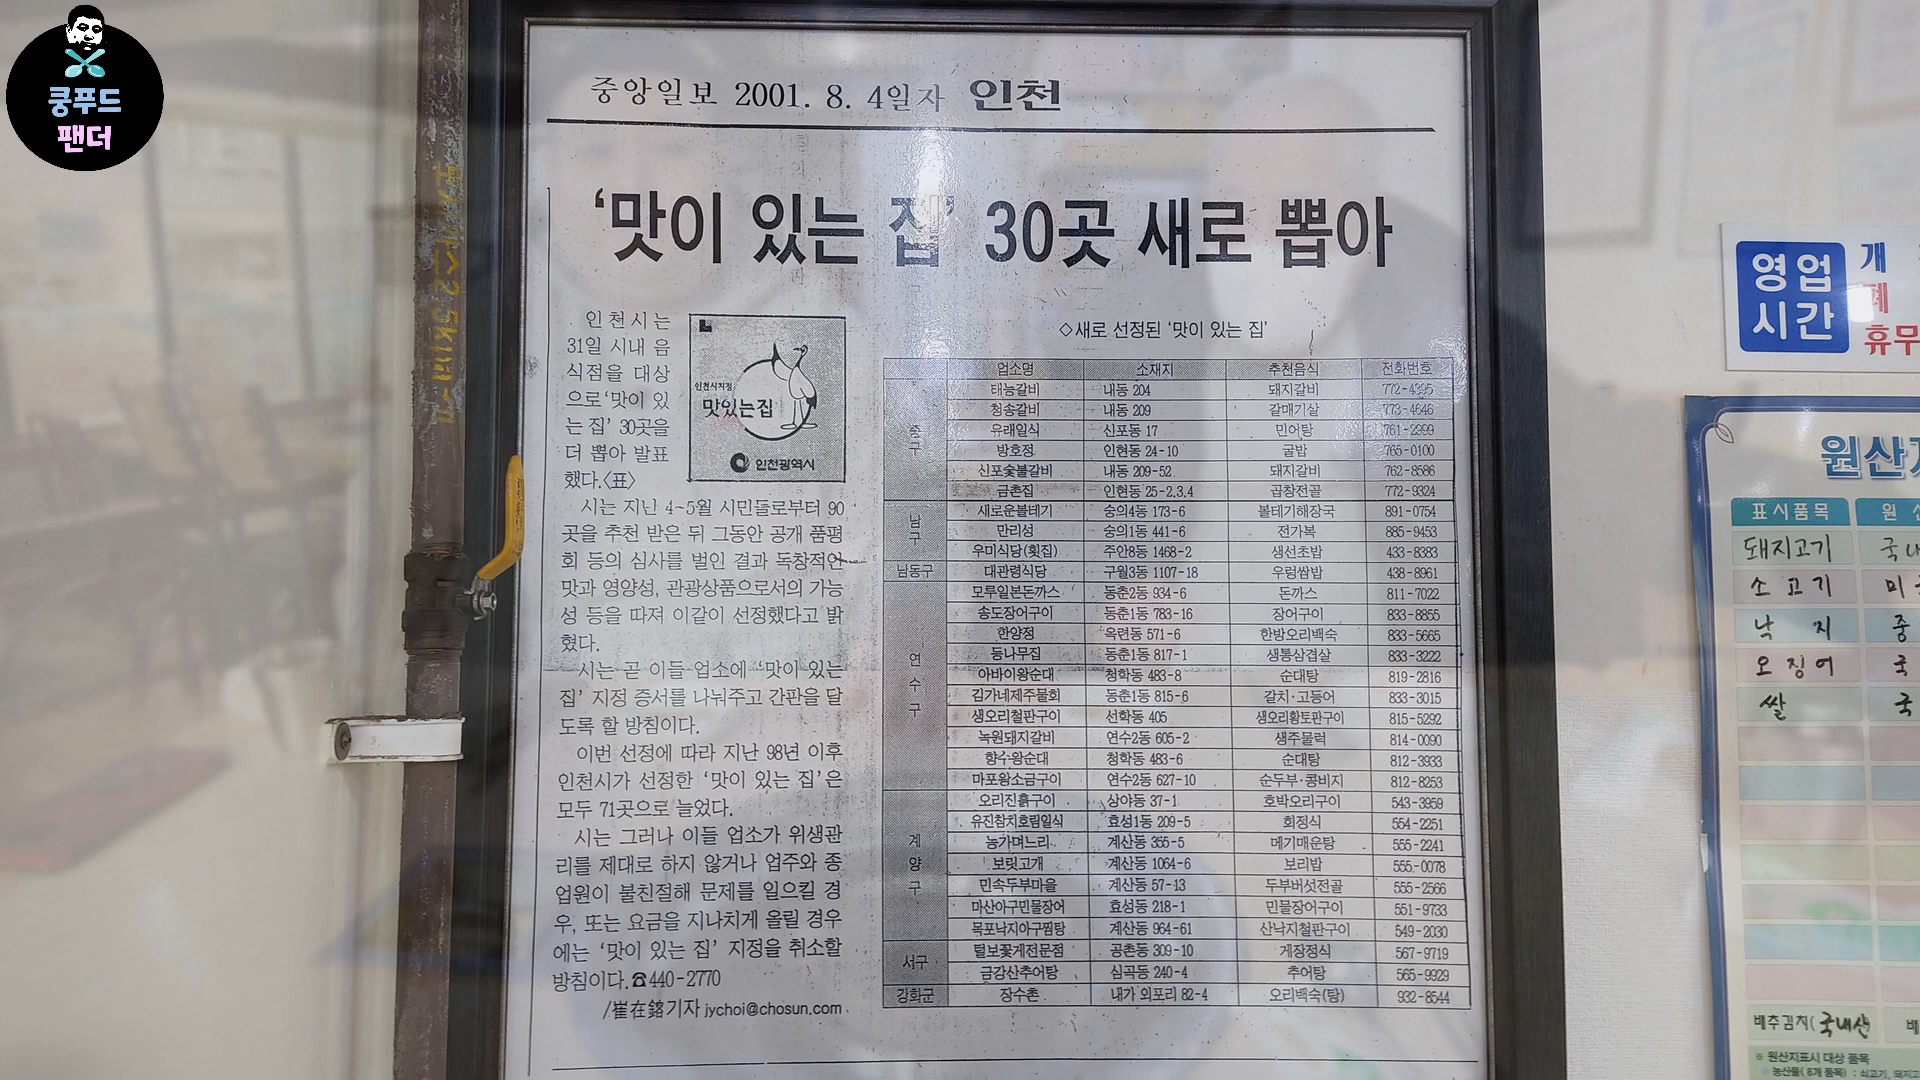 쿵푸드
팬더
중앙일보 2001. 8. 4일자 인천
‘맛이 있는 집’ 30곳 새로 뽑아
인천시는
31일 시내 음
식점을 대상
으로 ‘맛이 있
는 집’ 30곳을
더 뽑아 발표
했다.〈표〉
인천시지정
맛있는집
인천광역시
시는 지난 4~5월 시민들로부터 90
곳을 추천 받은 뒤 그동안 공개 품평
회 등의 심사를 벌인 결과 독창적인
맛과 영양성, 관광상품으로서의 가능
성 등을 따져 이같이 선정했다고 밝
혔다.
시는 곧 이들 업소에 ‘맛이 있는
집’ 지정 증서를 나눠주고 간판을 달
도록 할 방침이다.
이번 선정에 따라 지난 98년 이후
인천시가 선정한 ‘맛이 있는 집’은
모두 71곳으로 늘었다.
시는 그러나 이들 업소가 위생관
리를 제대로 하지 않거나 업주와 종
업원이 불친절해 문제를 일으킬 경
우, 또는 요금을 지나치게 올릴 경우
에는 ‘맛이 있는 집’ 지정을 취소할
방침이다.☎440-2770
/崔在鎔기자 jychoi@chosun.com
◇새로 선정된 ‘맛이 있는 집’
업소명 소재지 추천음식 전화번호
중구
태능갈비 내동 204 돼지갈비 772-4395
청송갈비 내동 209 갈매기살 773-4646
유래일식 신포동 17 민어탕 761-2999
방호정 인현동 24-10 굴밥 765-0100
신포숯불갈비 내동 209-52 돼지갈비 762-8586
금촌집 인현동 25-2,3,4 곱창전골 772-9324
남구
새로운볼테기 숭의4동 173-6 볼테기해장국 891-0754
만리성 숭의1동 441-6 전가복 885-9453
우미식당(횟집) 주안8동 1468-2 생선초밥 433-8383
남동구 대관령식당 구월3동 1107-18 우렁쌈밥 438-8961
연수구
모루일본돈까스 동춘2동 934-6 돈까스 811-7022
송도장어구이 동춘1동 783-16 장어구이 833-8855
한양정 옥련동 571-6 한방오리백숙 833-5665
등나무집 동춘1동 817-1 생통삼겹살 833-3222
아바이왕순대 청학동 483-8 순대탕 819-2816
김가네제주물회 동춘1동 815-6 갈치·고등어 833-3015
생오리철판구이 선학동 405 생오리황토판구이 815-5292
녹원돼지갈비 연수2동 605-2 생주물럭 814-0090
향수왕순대 청학동 483-6 순대탕 812-3933
마포왕소금구이 연수2동 627-10 순두부·콩비지 812-8253
계양구
오리진흙구이 상야동 37-1 호박오리구이 543-3959
유진참치호림일식 효성1동 209-5 회정식 554-2251
농가며느리 계산동 355-5 메기매운탕 555-2241
보릿고개 계산동 1064-6 보리밥 555-0078
민속두부마을 계산동 57-13 두부버섯전골 555-2566
마산아구민물장어 효성동 218-1 민물장어구이 551-9733
목포낙지아구찜탕 계산동 964-61 산낙지철판구이 549-2030
서구
털보꽃게전문점 공촌동 309-10 게장정식 567-9719
금강산추어탕 심곡동 240-4 추어탕 565-9929
강화군 장수촌 내가 외포리 82-4 오리백숙(탕) 932-8544
영업
시간
개
폐
휴무
원산지
표시품목 원 산
돼지고기 국내
소고기 미국
낙지 중
오징어 국
쌀 국
배추김치(국내산 배
※ 원산지표시 대상 품목
농산물(8개 품목) : 쇠고기, 돼지고